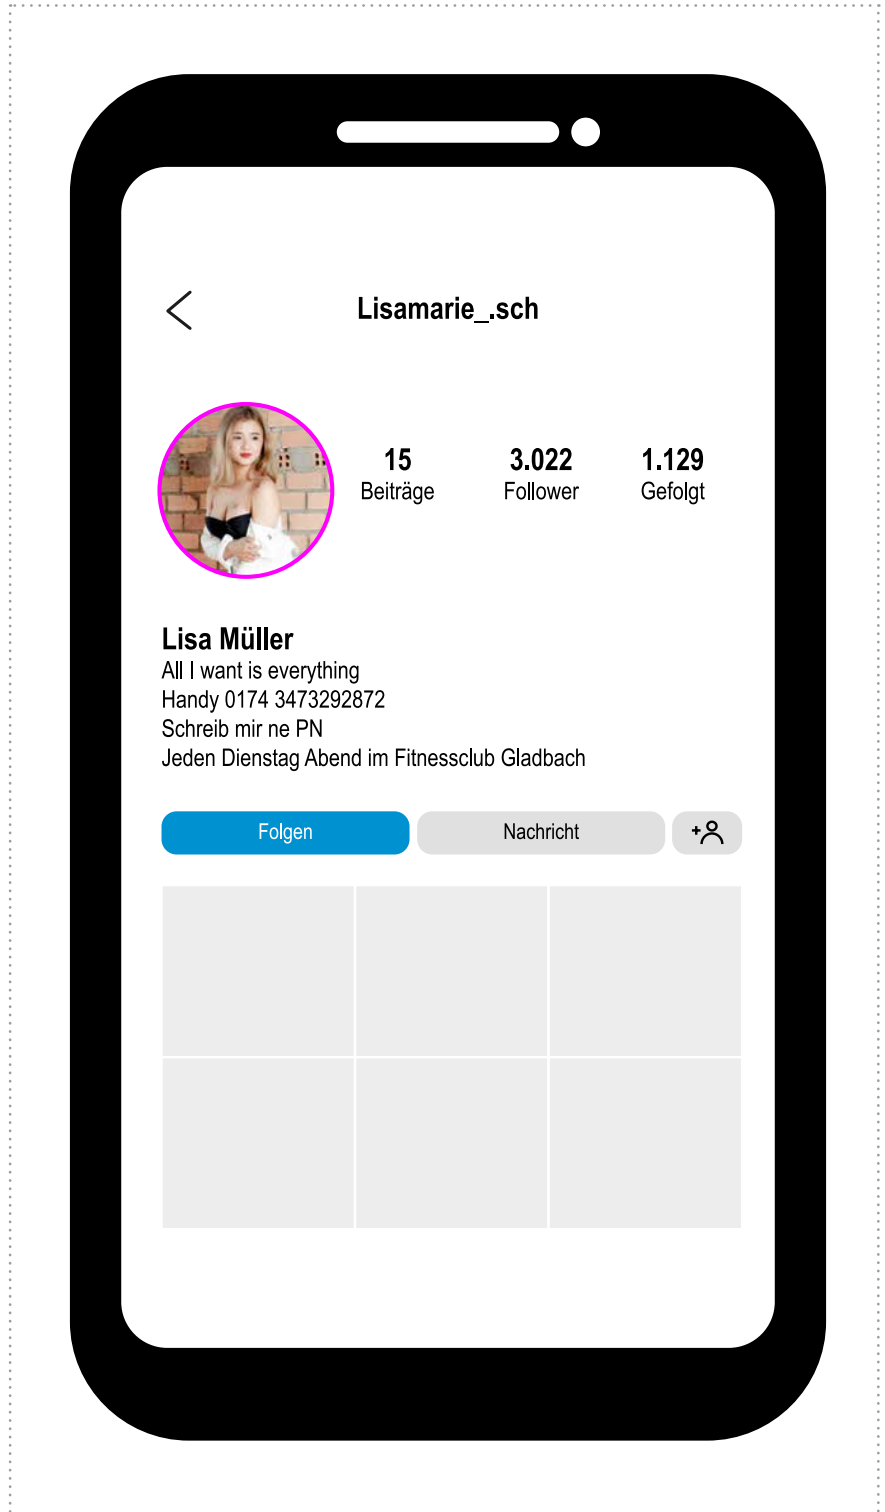 Lisamarie_.sch
15 3.022 1.129
Beiträge Follower Gefolgt
Lisa Müller
All I want is everything
Handy 0174 3473292872
Schreib mir ne PN
Jeden Dienstag Abend im Fitnessclub Gladbach
Folgen Nachricht